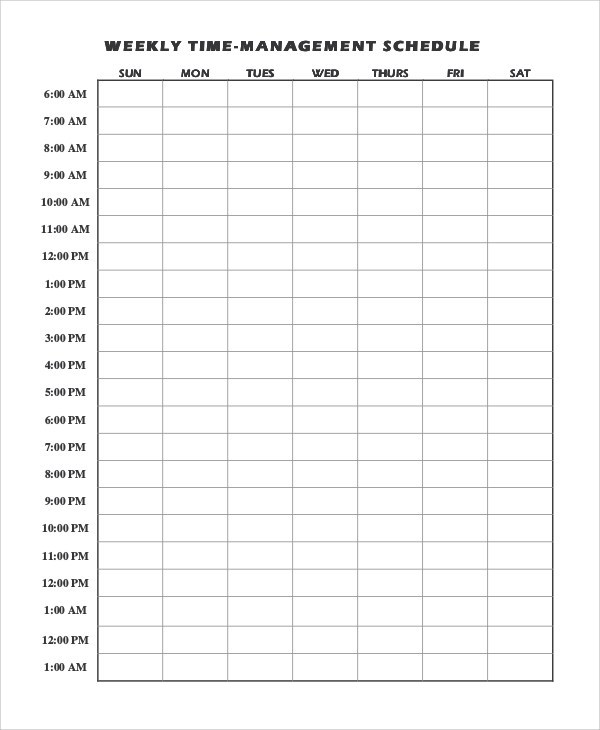 WEEKLY TIME-MANAGEMENT SCHEDULE
SUN MON TUES WED THURS FRI SAT
6:00 AM
7:00 AM
8:00 AM
9:00 AM
10:00 AM
11:00 AM
12:00 PM
1:00 PM
2:00 PM
3:00 PM
4:00 PM
5:00 PM
6:00 PM
7:00 PM
8:00 PM
9:00 PM
10:00 PM
11:00 PM
12:00 PM
1:00 AM
12:00 PM
1:00 AM